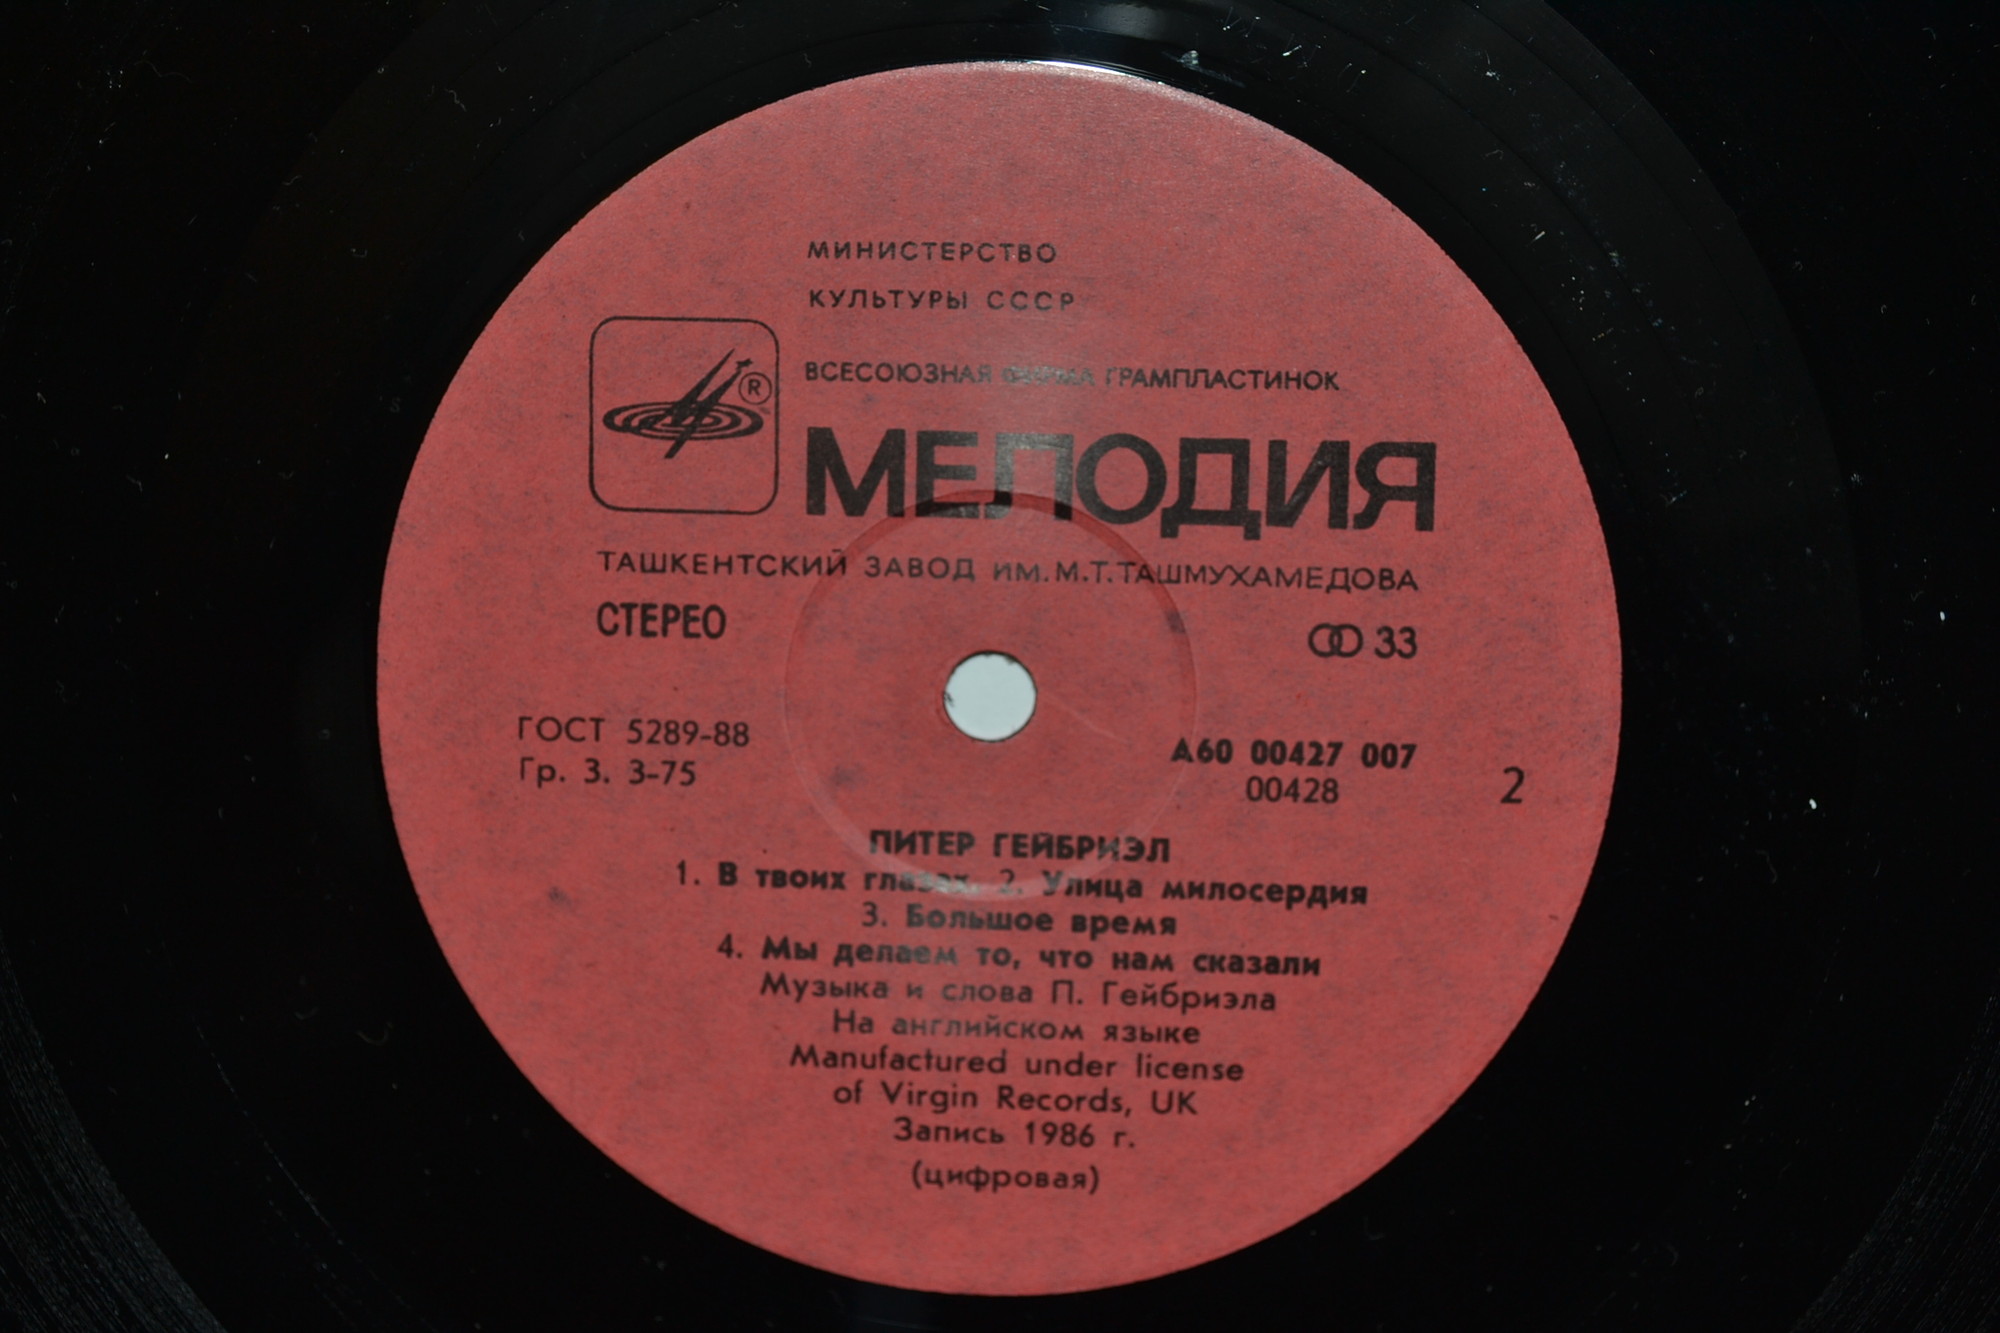 МИНИСТЕРСТВО
КУЛЬТУРЫ СССР
ВСЕСОЮЗНАЯ ФИРМА ГРАМПЛАСТИНОК
®
МЕЛОДИЯ
ТАШКЕНТСКИЙ ЗАВОД ИМ. М.Т. ТАШМУХАМЕДОВА
СТЕРЕО
33
ГОСТ 5289-88
Гр. 3. 3-75
А60 00427 007
00428
2
ПИТЕР ГЕЙБРИЭЛ
1. В твоих глазах. 2. Улица милосердия
3. Большое время
4. Мы делаем то, что нам сказали
Музыка и слова П. Гейбриэла
На английском языке
Manufactured under license
of Virgin Records, UK
Запись 1986 г.
(цифровая)